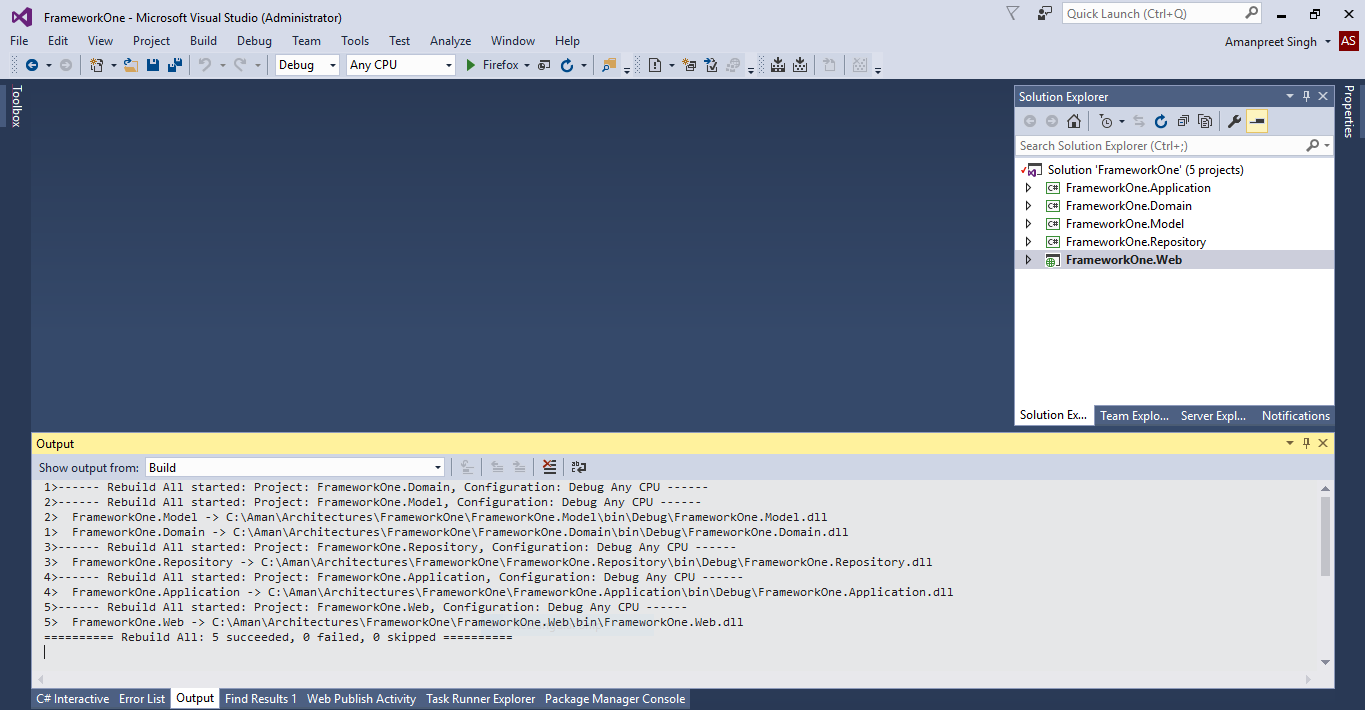 FrameworkOne - Microsoft Visual Studio (Administrator)
Quick Launch (Ctrl+Q)
File Edit View Project Build Debug Team Tools Test Analyze Window Help
Amanpreet Singh AS
Debug Any CPU Firefox
Toolbox
Properties
Solution Explorer
Search Solution Explorer (Ctrl+;)
Solution 'FrameworkOne' (5 projects)
C# FrameworkOne.Application
C# FrameworkOne.Domain
C# FrameworkOne.Model
C# FrameworkOne.Repository
FrameworkOne.Web
Solution Ex... Team Explo... Server Expl... Notifications
Output
Show output from: Build
1>------ Rebuild All started: Project: FrameworkOne.Domain, Configuration: Debug Any CPU ------
2>------ Rebuild All started: Project: FrameworkOne.Model, Configuration: Debug Any CPU ------
2>  FrameworkOne.Model -> C:\Aman\Architectures\FrameworkOne\FrameworkOne.Model\bin\Debug\FrameworkOne.Model.dll
1>  FrameworkOne.Domain -> C:\Aman\Architectures\FrameworkOne\FrameworkOne.Domain\bin\Debug\FrameworkOne.Domain.dll
3>------ Rebuild All started: Project: FrameworkOne.Repository, Configuration: Debug Any CPU ------
3>  FrameworkOne.Repository -> C:\Aman\Architectures\FrameworkOne\FrameworkOne.Repository\bin\Debug\FrameworkOne.Repository.dll
4>------ Rebuild All started: Project: FrameworkOne.Application, Configuration: Debug Any CPU ------
4>  FrameworkOne.Application -> C:\Aman\Architectures\FrameworkOne\FrameworkOne.Application\bin\Debug\FrameworkOne.Application.dll
5>------ Rebuild All started: Project: FrameworkOne.Web, Configuration: Debug Any CPU ------
5>  FrameworkOne.Web -> C:\Aman\Architectures\FrameworkOne\FrameworkOne.Web\bin\FrameworkOne.Web.dll
========== Rebuild All: 5 succeeded, 0 failed, 0 skipped ==========
C# Interactive Error List Output Find Results 1 Web Publish Activity Task Runner Explorer Package Manager Console